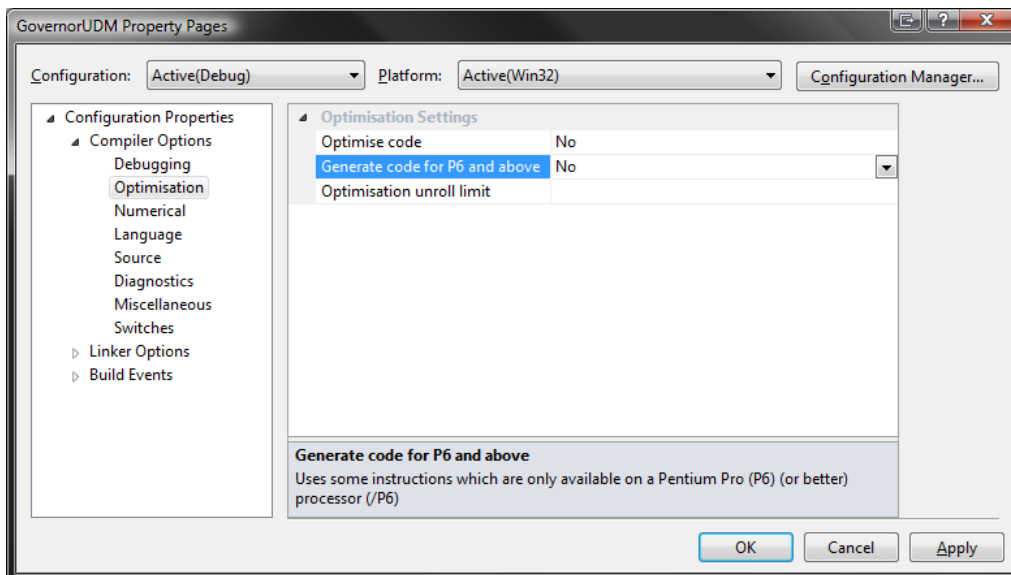 GovernorUDM Property Pages
Configuration: Active(Debug) Platform: Active(Win32) Configuration Manager...
Configuration Properties
Compiler Options
Debugging
Optimisation
Numerical
Language
Source
Diagnostics
Miscellaneous
Switches
Linker Options
Build Events
Optimisation Settings
Optimise code No
Generate code for P6 and above No
Optimisation unroll limit
Generate code for P6 and above
Uses some instructions which are only available on a Pentium Pro (P6) (or better)
processor (/P6)
OK Cancel Apply